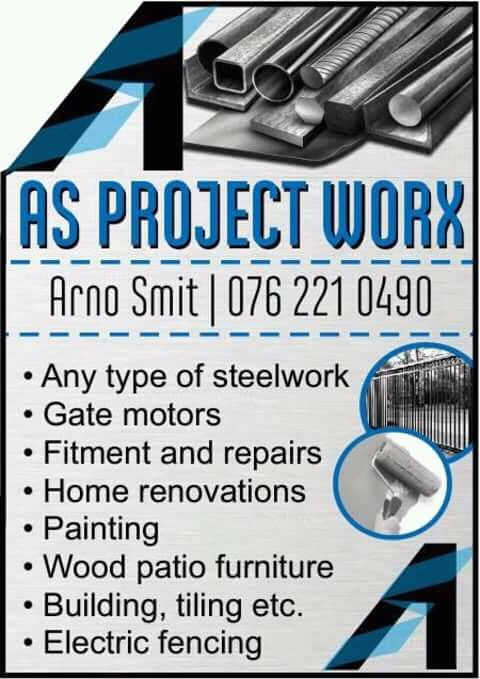 AS PROJECT WORX
Arno Smit | 076 221 0490
• Any type of steelwork
• Gate motors
• Fitment and repairs
• Home renovations
• Painting
• Wood patio furniture
• Building, tiling etc.
• Electric fencing